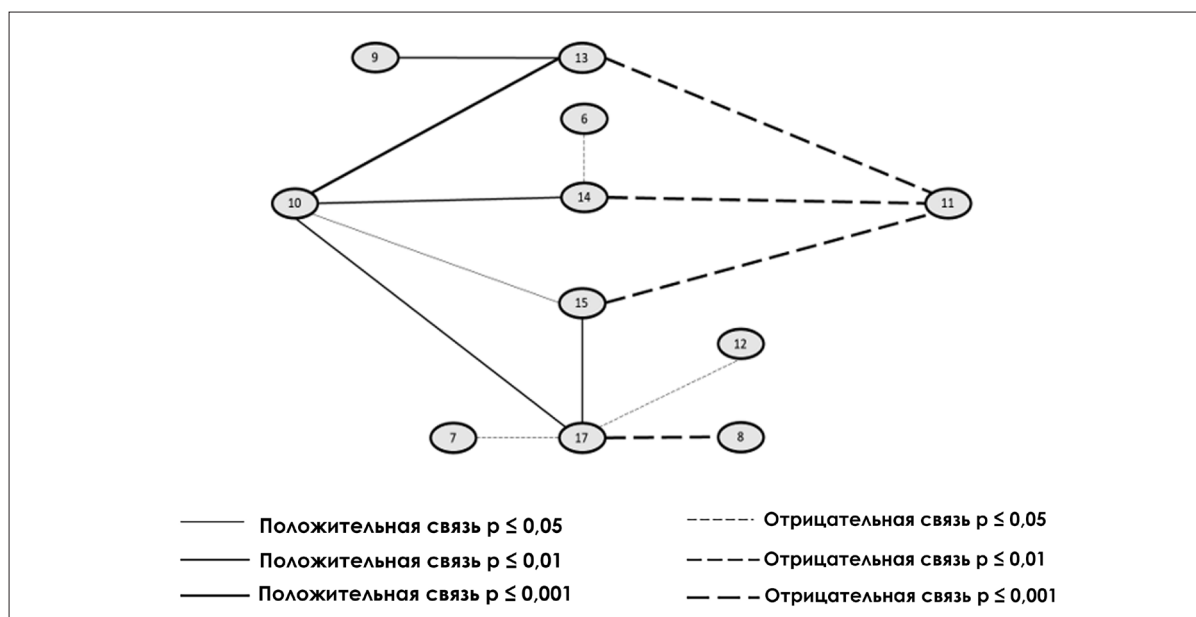 9
13
6
10
14
11
15
12
7
17
8
Положительная связь p ≤ 0,05
Положительная связь p ≤ 0,01
Положительная связь p ≤ 0,001
Отрицательная связь p ≤ 0,05
Отрицательная связь p ≤ 0,01
Отрицательная связь p ≤ 0,001